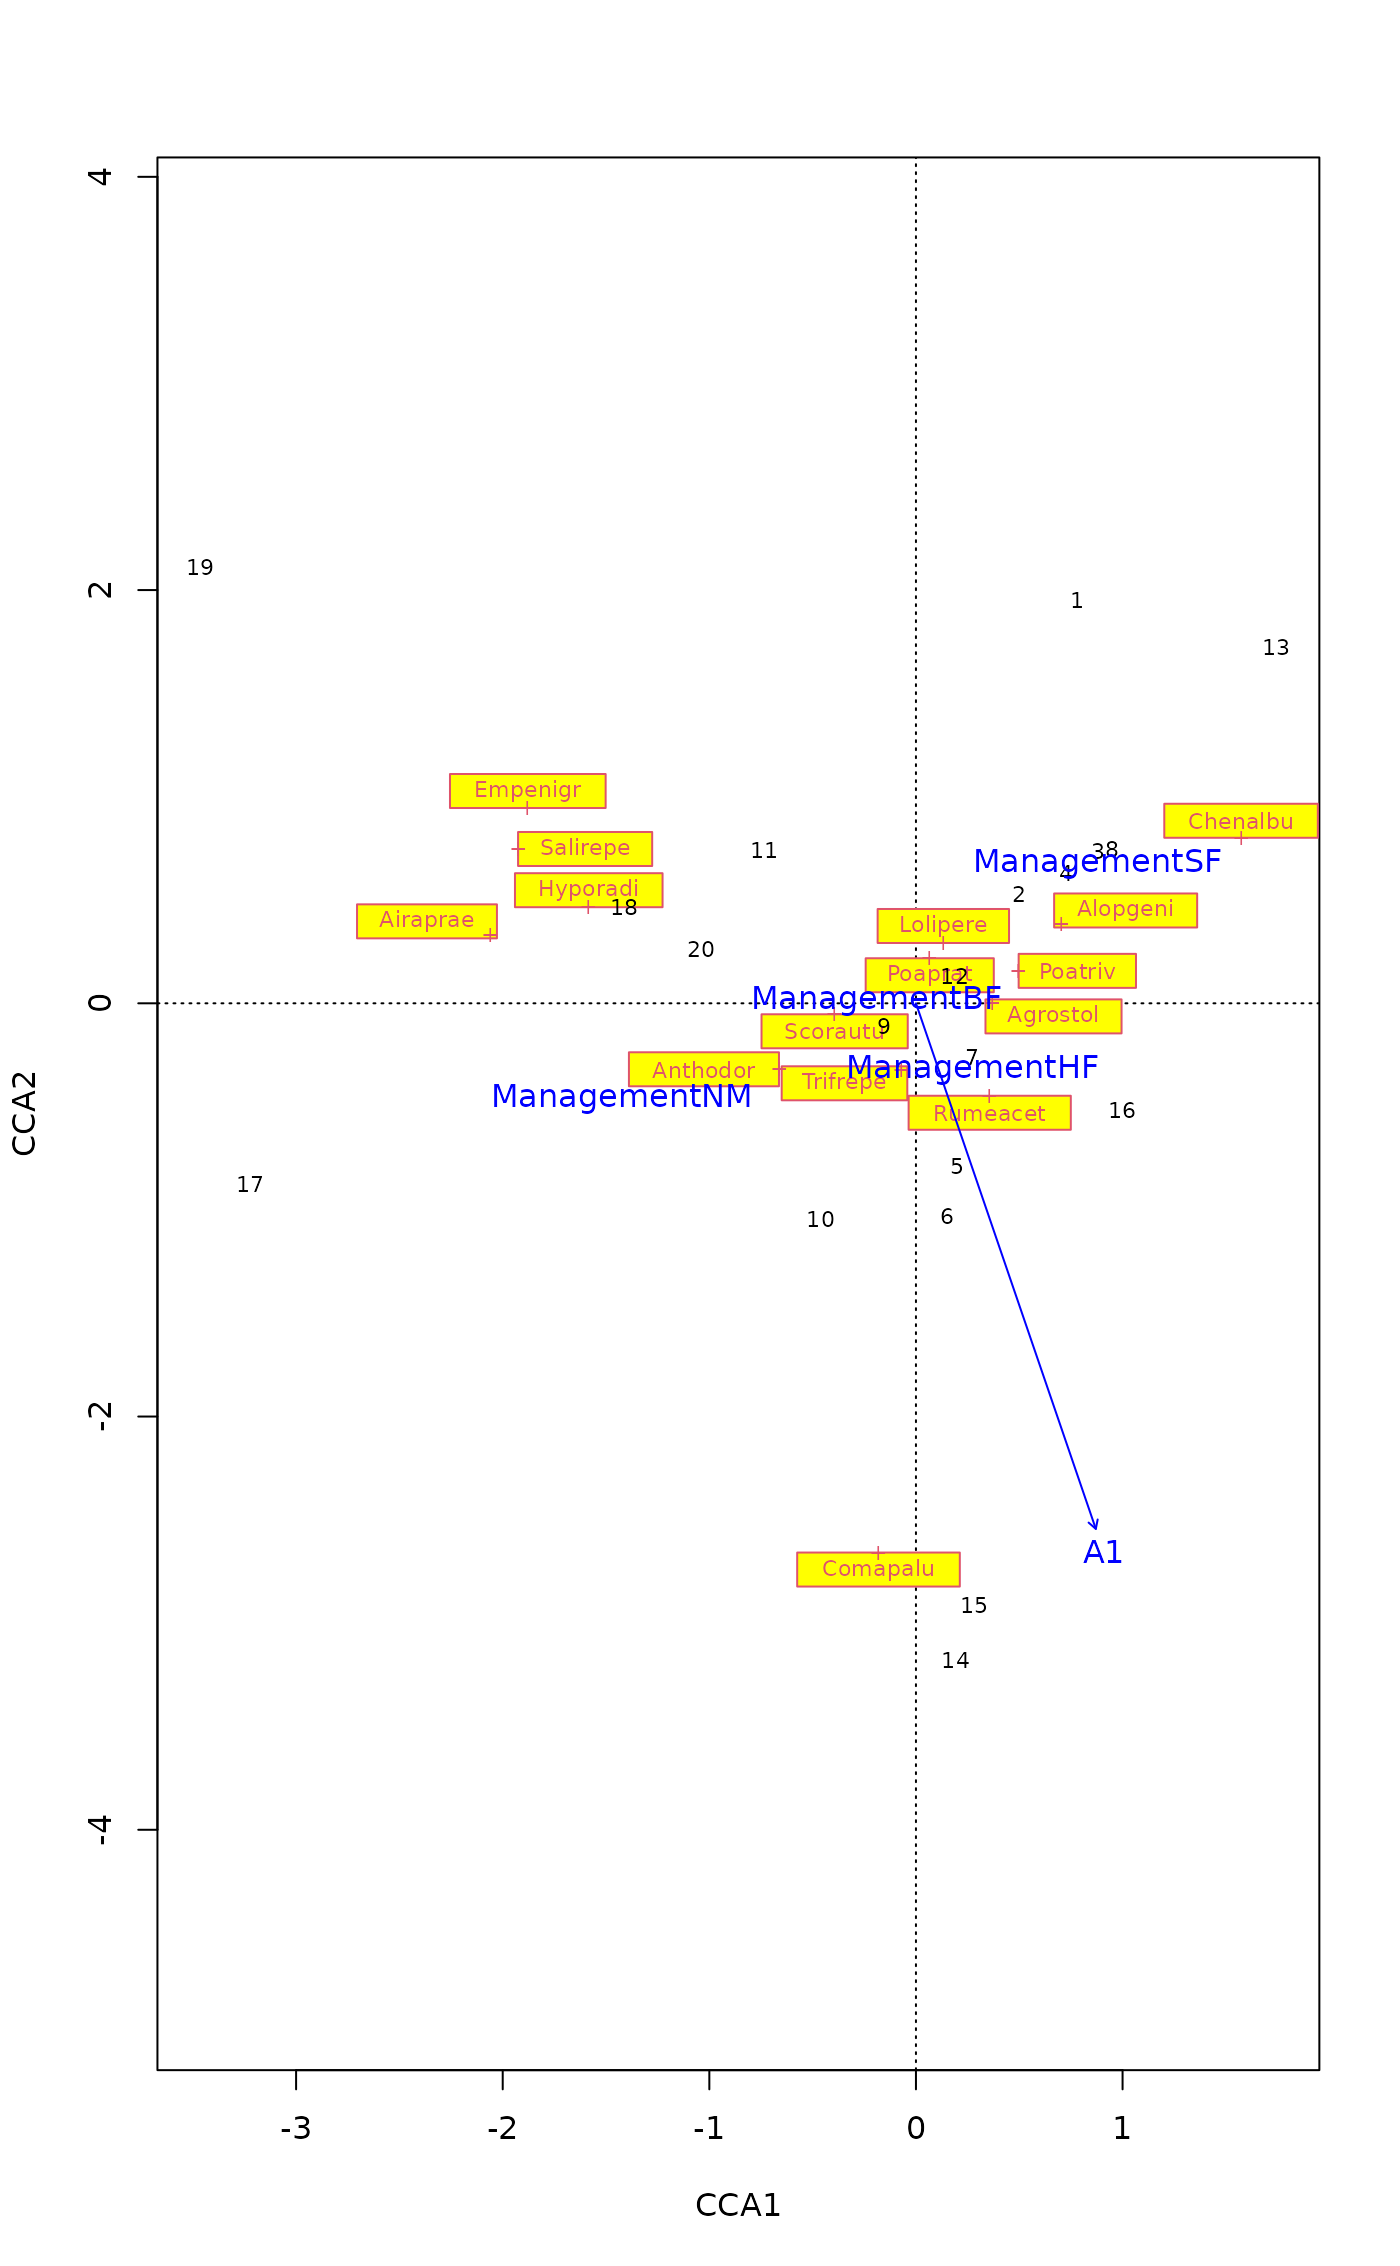 4
19
2
1
13
Empenigr
Chenalbu
Salirepe
11
38
ManagementSF
4
Hyporadi
2
18
Alopgeni
Airaprae
Lolipere
20
Poaprat
12
Poatriv
0
ManagementBF
Agrostol
Scorautu
9
7
Anthodor
ManagementHF
Trifrepe
ManagementNM
Rumeacet
16
CCA2
5
17
10
6
-2
A1
Comapalu
15
14
-4
-3 -2 -1 0 1
CCA1